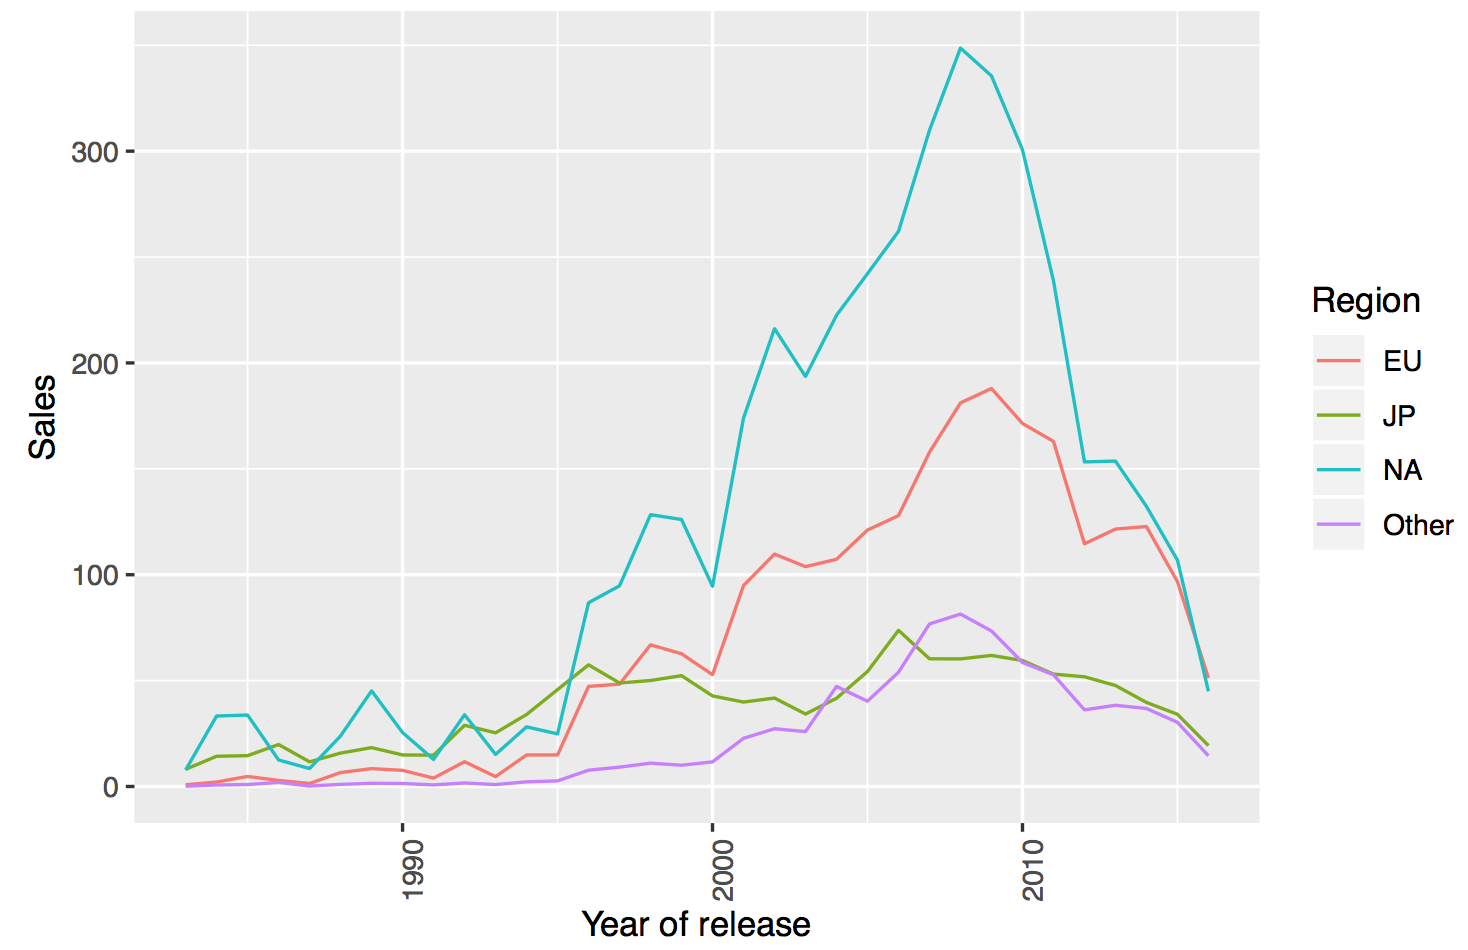 300
200
100
0
Sales
1990
2000
2010
Year of release
Region
EU
JP
NA
Other